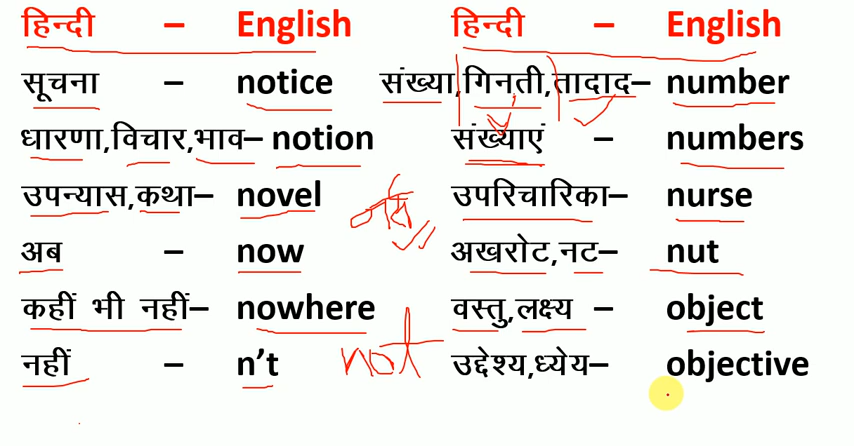 हिन्दी – English हिन्दी – English
सूचना – notice संख्या,गिनती,तादाद– number
धारणा,विचार,भाव– notion संख्याएं – numbers
उपन्यास,कथा– novel उपरिचारिका– nurse
अब – now अखरोट,नट– nut
कहीं भी नहीं– nowhere वस्तु,लक्ष्य – object
नहीं – n’t not उद्देश्य,ध्येय– objective